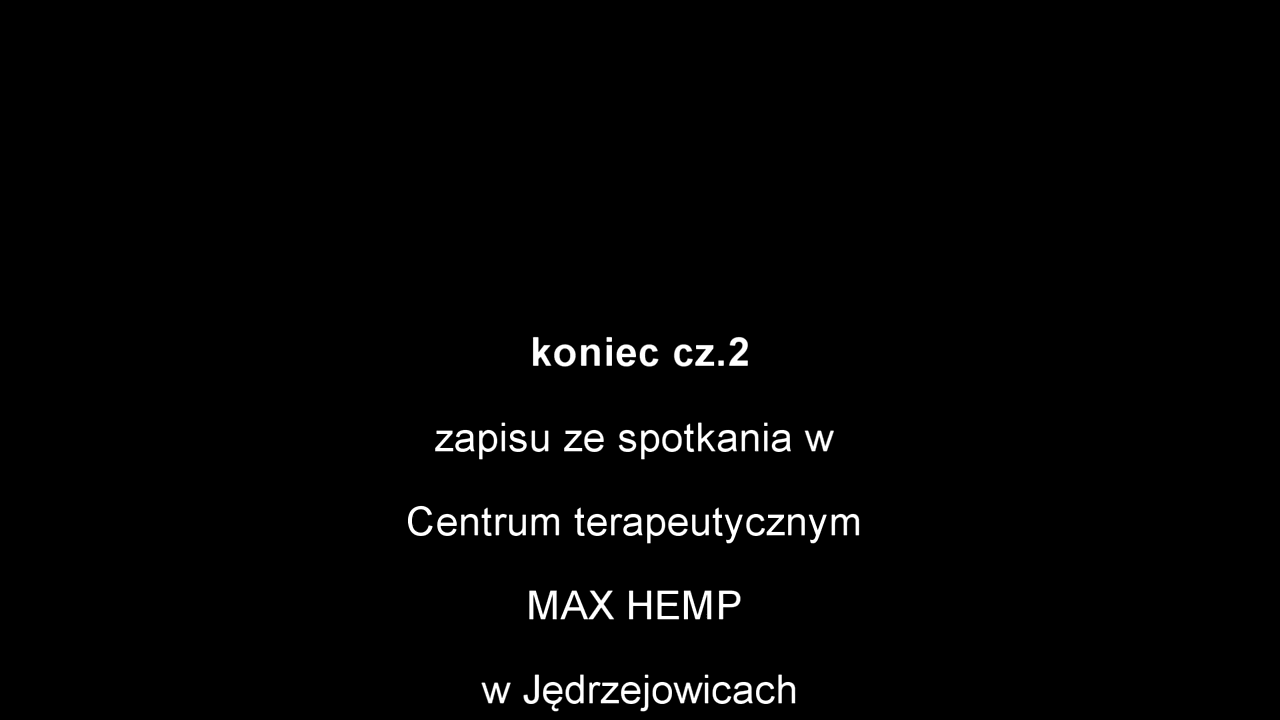 koniec cz.2
zapisu ze spotkania w
Centrum terapeutycznym
MAX HEMP
w Jędrzejowicach